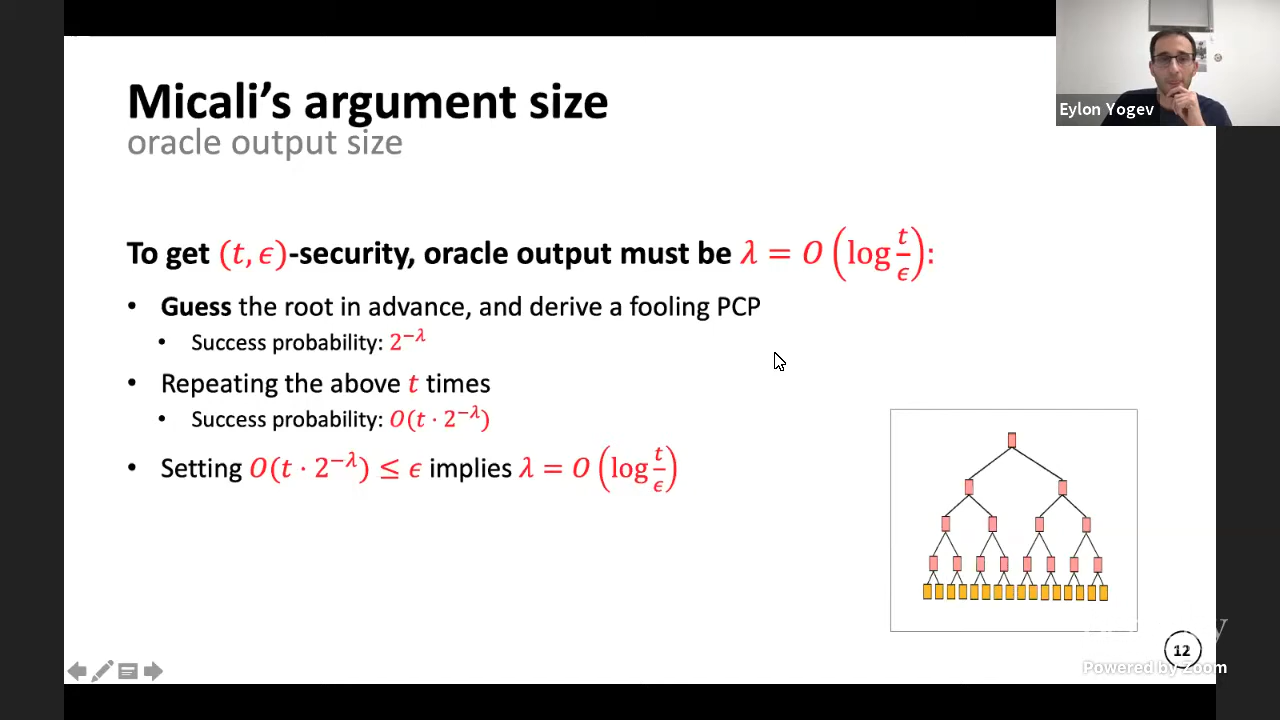 Micali's argument size
oracle output size
Eylon Yogev
To get (t, ϵ)-security, oracle output must be λ = O(log t/ϵ):
• Guess the root in advance, and derive a fooling PCP
• Success probability: 2^−λ
• Repeating the above t times
• Success probability: O(t · 2^−λ)
• Setting O(t · 2^−λ) ≤ ϵ implies λ = O(log t/ϵ)
12
Powered by Zoom